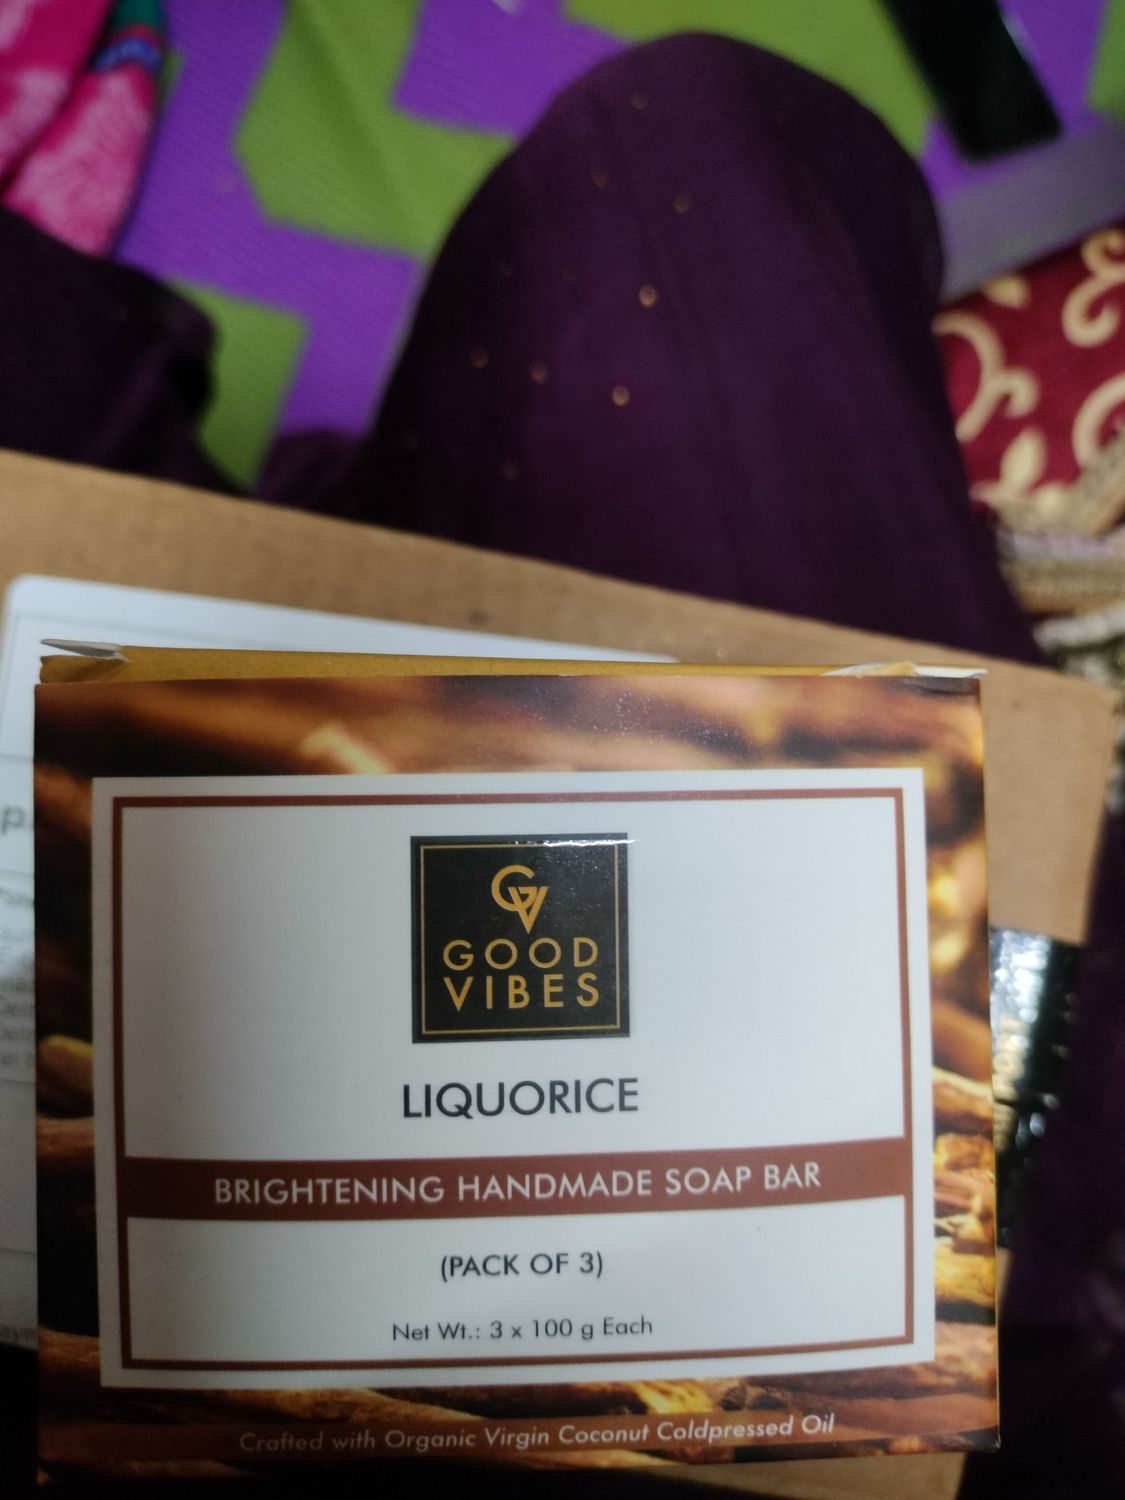 GV
GOOD
VIBES
LIQUORICE
BRIGHTENING HANDMADE SOAP BAR
(PACK OF 3)
Net Wt.: 3 x 100 g Each
Crafted with Organic Virgin Coconut Coldpressed Oil